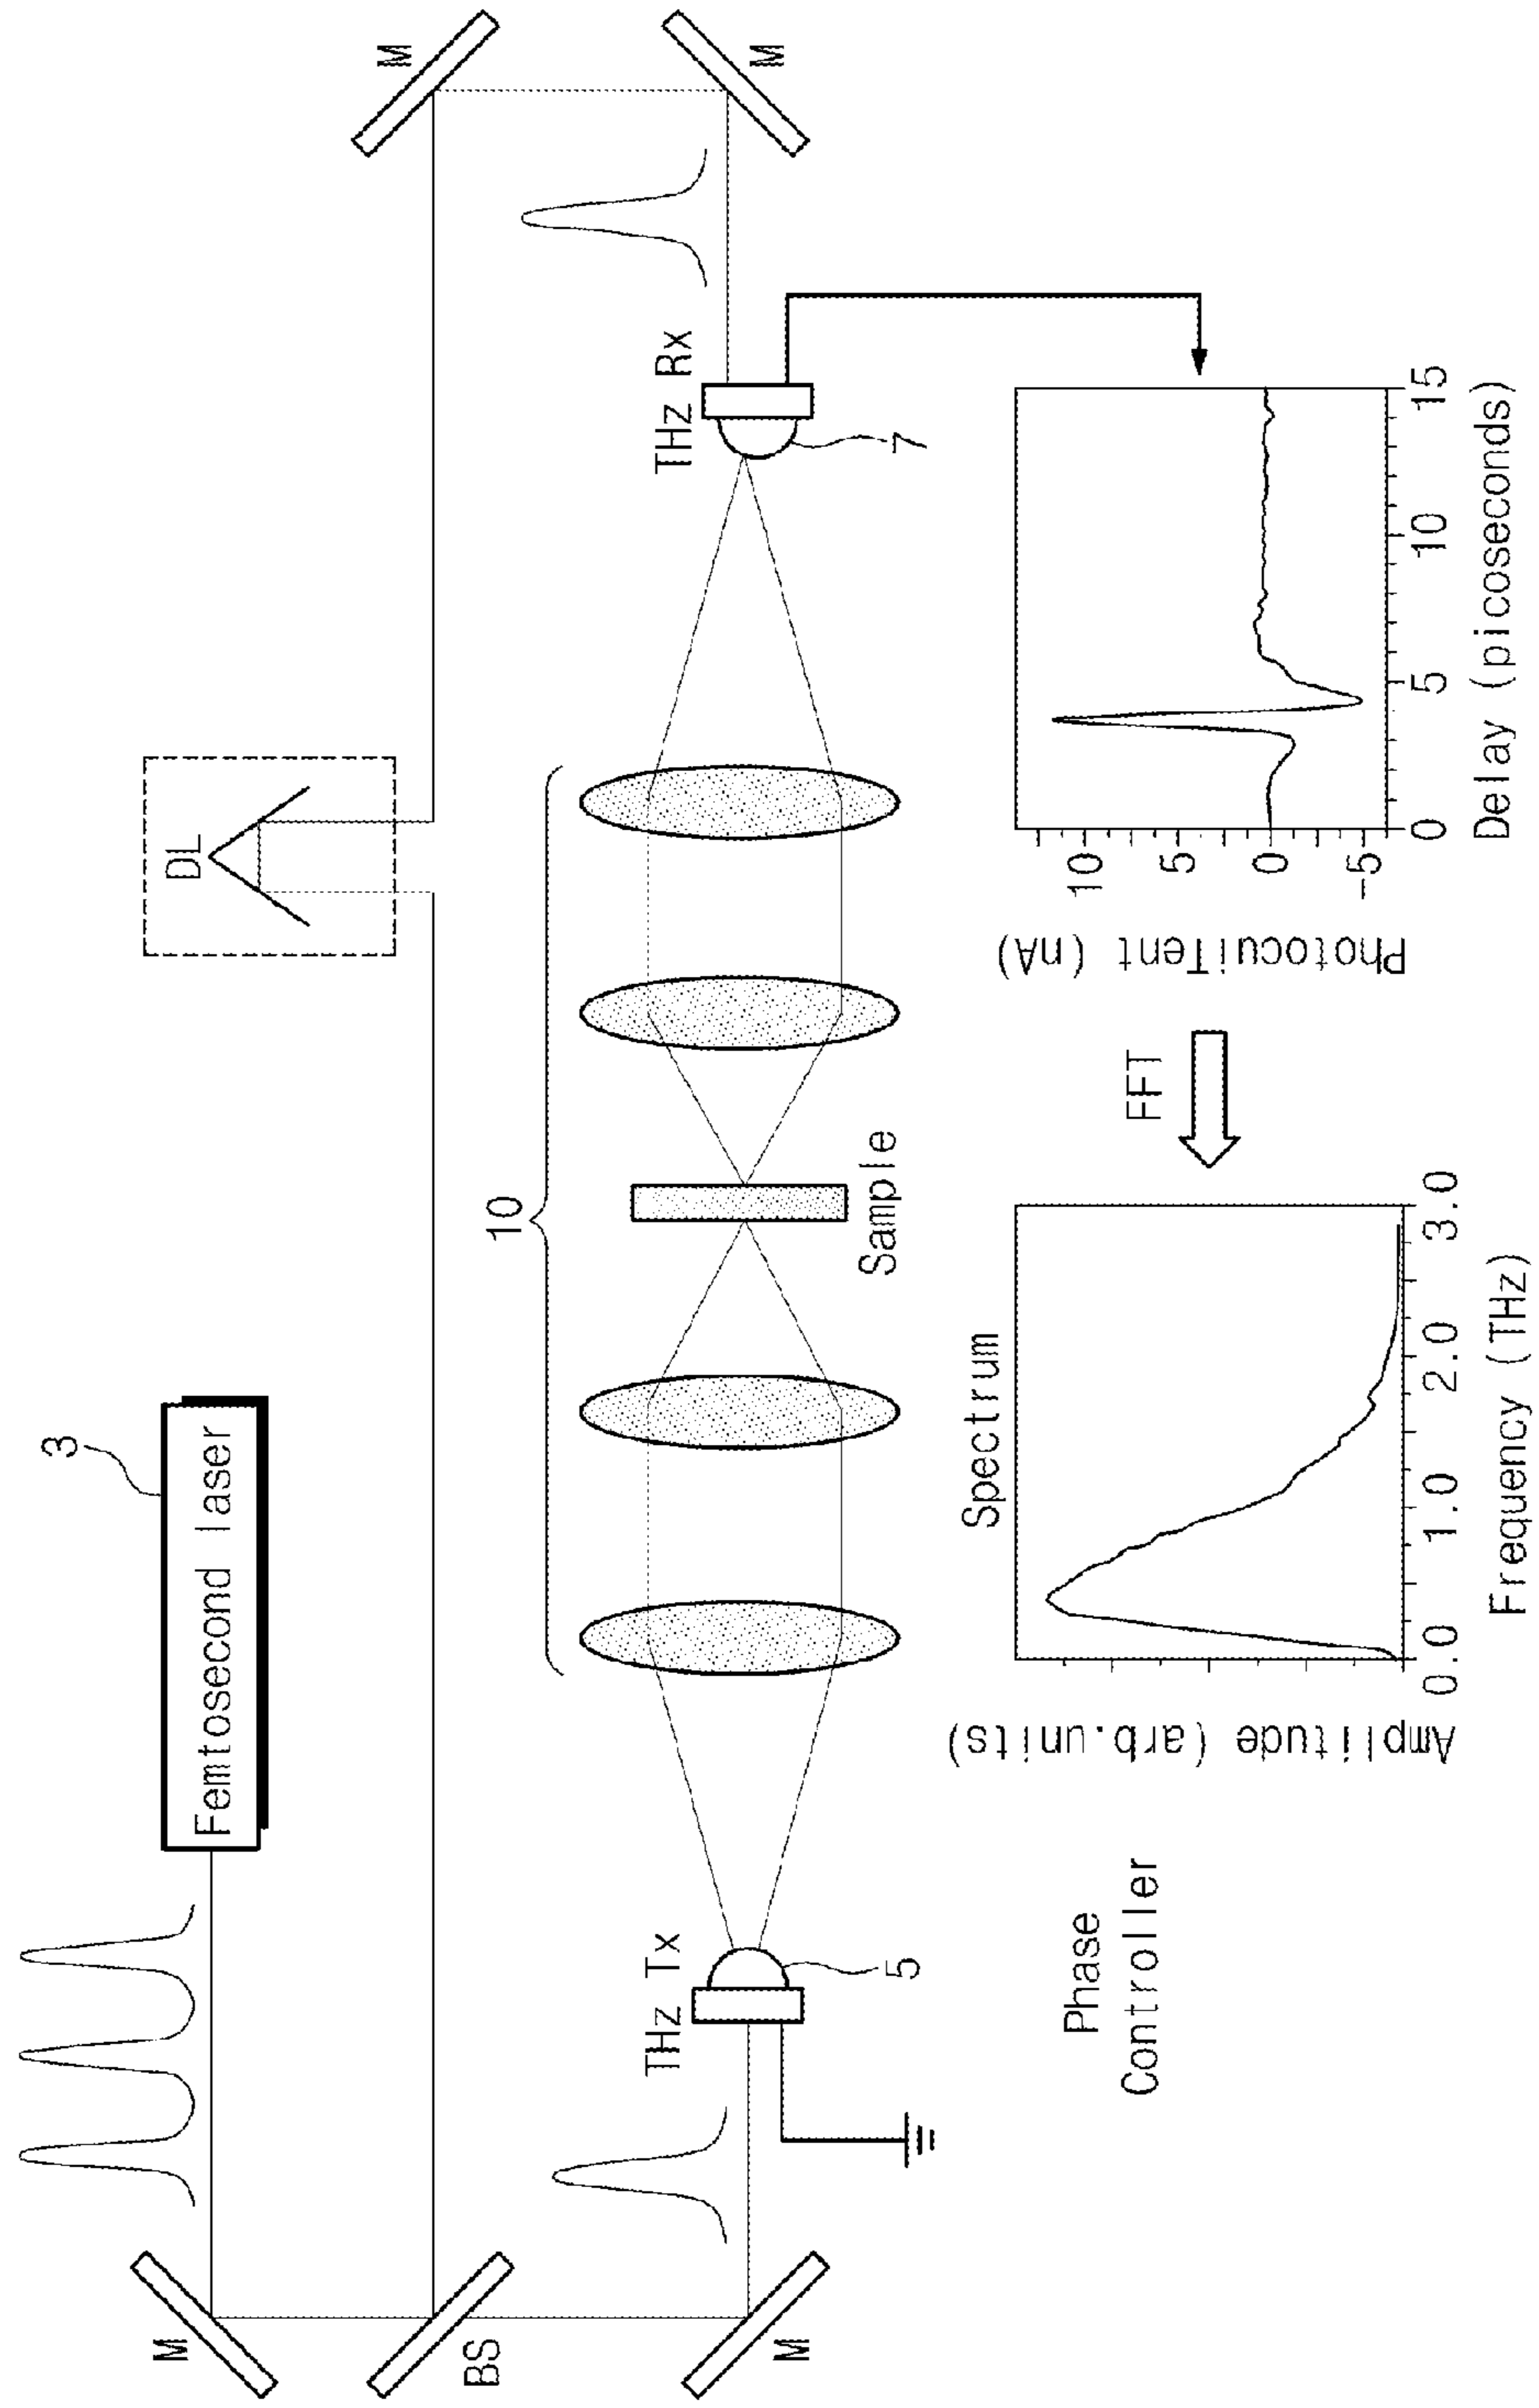 3
Femtosecond laser
M
DL
M
BS
10
M
THz Tx
5
Sample
THz Rx
7
M
Phase
Controller
Spectrum
Amplitude (arb.units)
0.0 1.0 2.0 3.0
Frequency (THz)
FFT
PhotocuiTent (nA)
10
5
0
-5
0 5 10 15
Delay (picoseconds)